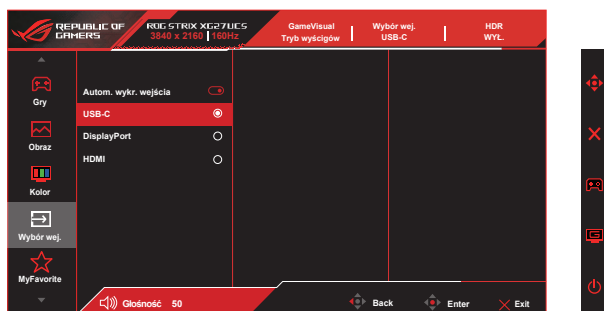 REPUBLIC OF
GAMERS
ROG STRIX XG27UCS
3840 x 2160 160Hz
GameVisual
Tryb wyścigów
Wybór wej.
USB-C
HDR
WYŁ.
Gry
Obraz
Kolor
Wybór wej.
MyFavorite
Autom. wykr. wejścia
USB-C
DisplayPort
HDMI
Głośność 50
Back
Enter
Exit